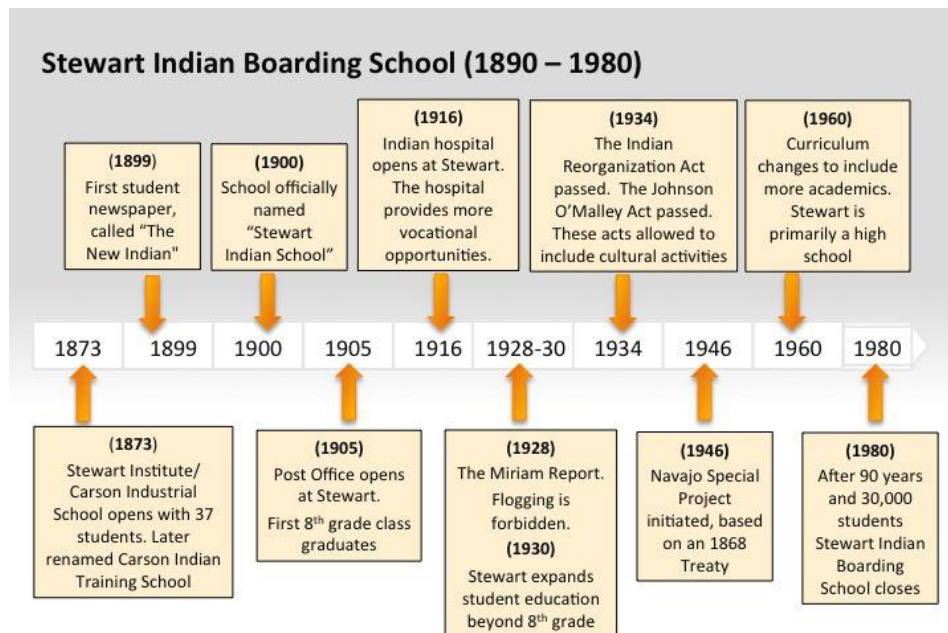 Stewart Indian Boarding School (1890 – 1980)
(1899)
First student
newspaper,
called “The
New Indian"
(1900)
School officially
named
“Stewart
Indian School”
(1916)
Indian hospital
opens at Stewart.
The hospital
provides more
vocational
opportunities.
(1934)
The Indian
Reorganization Act
passed. The Johnson
O’Malley Act passed.
These acts allowed to
include cultural activities
(1960)
Curriculum
changes to include
more academics.
Stewart is
primarily a high
school
1873 1899 1900 1905 1916 1928-30 1934 1946 1960 1980
(1873)
Stewart Institute/
Carson Industrial
School opens with 37
students. Later
renamed Carson Indian
Training School
(1905)
Post Office opens
at Stewart.
First 8th grade class
graduates
(1928)
The Miriam Report.
Flogging is
forbidden.
(1930)
Stewart expands
student education
beyond 8th grade
(1946)
Navajo Special
Project
initiated, based
on an 1868
Treaty
(1980)
After 90 years
and 30,000
students
Stewart Indian
Boarding
School closes